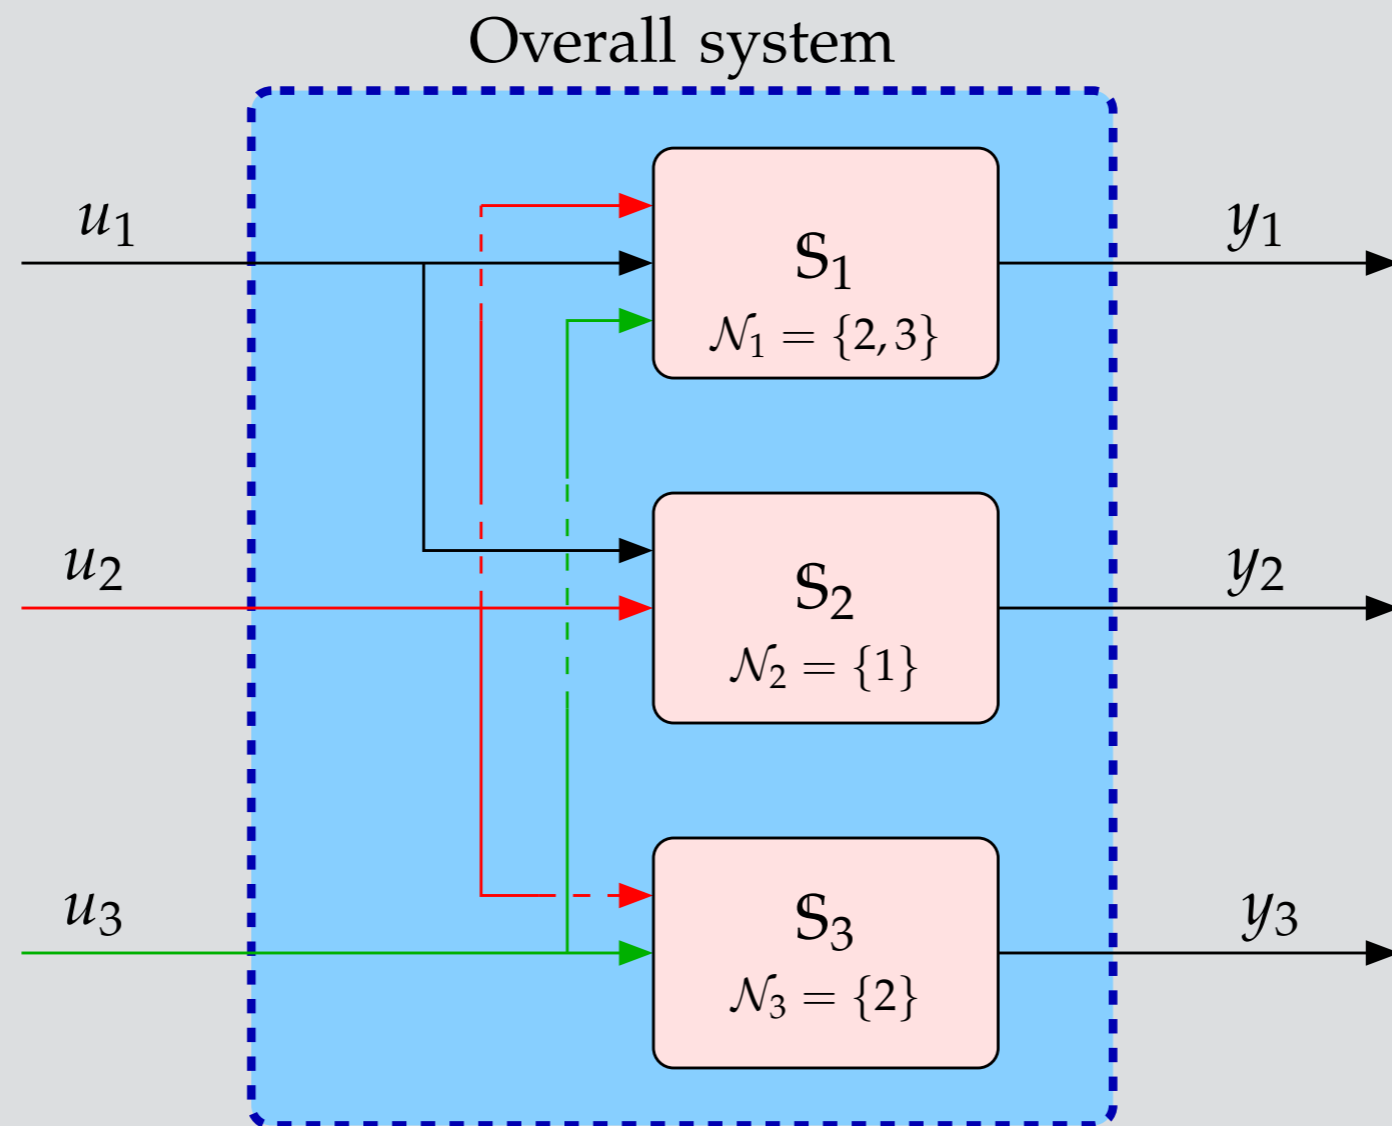 Overall system
u₁
y₁
𝕊₁
𝒩₁ = {2, 3}
u₂
y₂
𝕊₂
𝒩₂ = {1}
u₃
y₃
𝕊₃
𝒩₃ = {2}